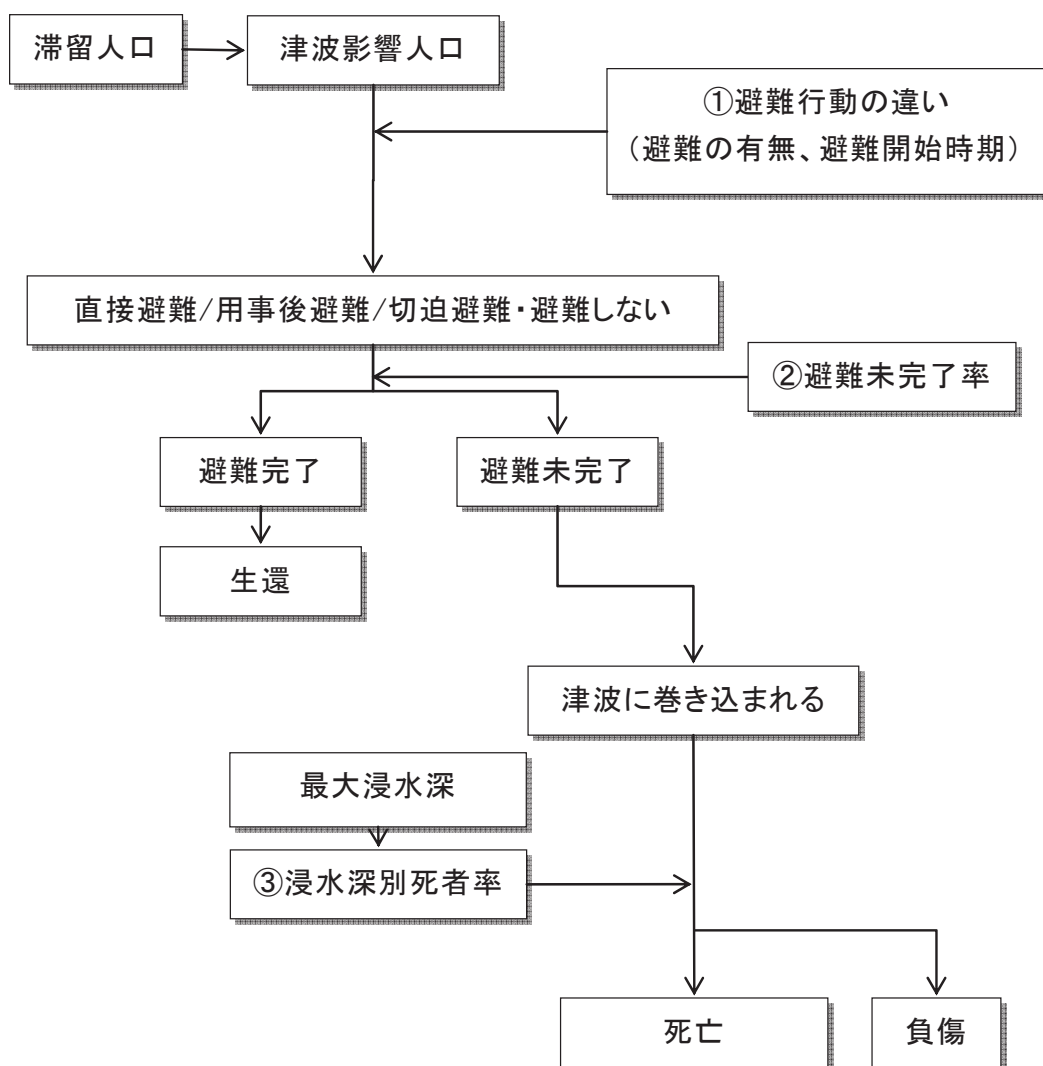 滞留人口
津波影響人口
①避難行動の違い
（避難の有無、避難開始時期）
直接避難/用事後避難/切迫避難・避難しない
②避難未完了率
避難完了
避難未完了
生還
津波に巻き込まれる
最大浸水深
③浸水深別死者率
死亡
負傷